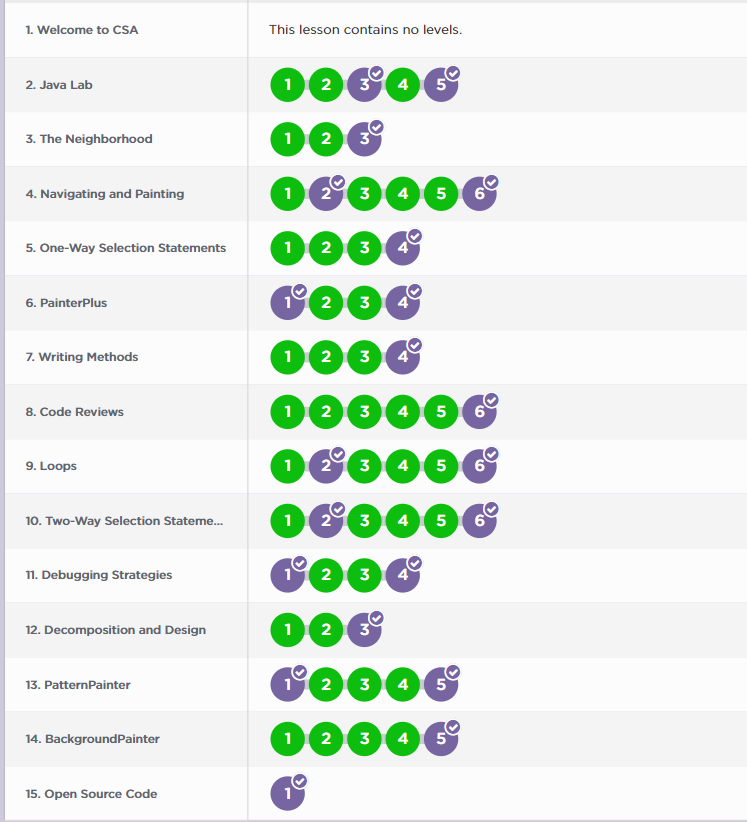 1. Welcome to CSA This lesson contains no levels.
2. Java Lab 1 2 3 4 5
3. The Neighborhood 1 2 3
4. Navigating and Painting 1 2 3 4 5 6
5. One-Way Selection Statements 1 2 3 4
6. PainterPlus 1 2 3 4
7. Writing Methods 1 2 3 4
8. Code Reviews 1 2 3 4 5 6
9. Loops 1 2 3 4 5 6
10. Two-Way Selection Stateme... 1 2 3 4 5 6
11. Debugging Strategies 1 2 3 4
12. Decomposition and Design 1 2 3
13. PatternPainter 1 2 3 4 5
14. BackgroundPainter 1 2 3 4 5
15. Open Source Code 1